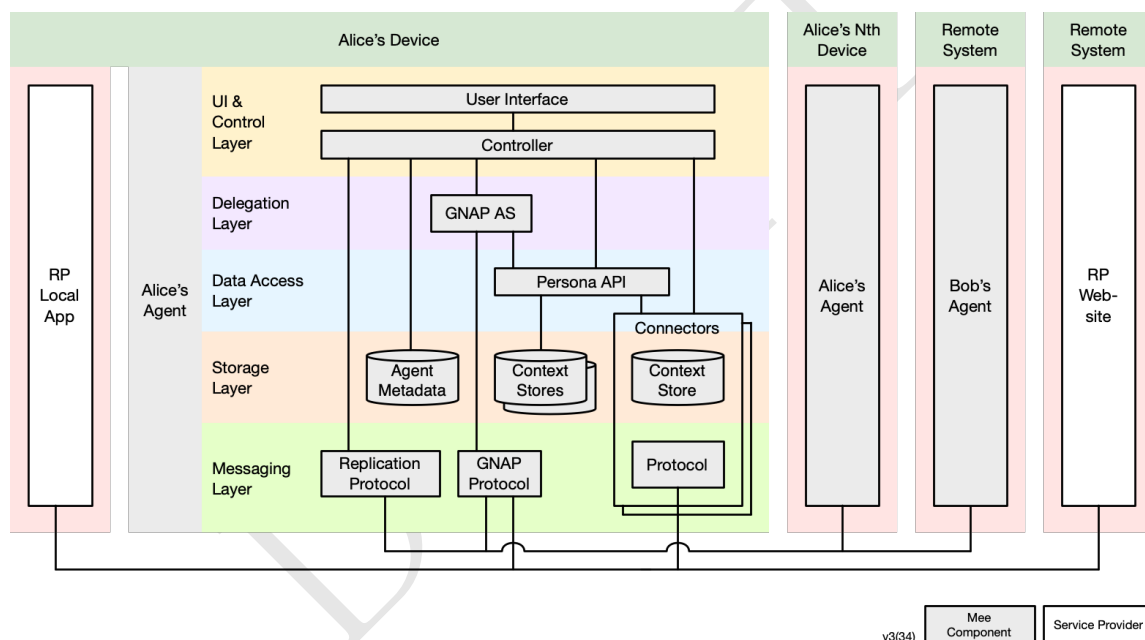 Alice's Device
Alice's Nth
Device
Remote
System
Remote
System
UI &
Control
Layer
User Interface
Controller
Delegation
Layer
GNAP AS
Data Access
Layer
Persona API
Connectors
RP
Local
App
Alice's
Agent
Alice's
Agent
Bob's
Agent
RP
Web-
site
Storage
Layer
Agent
Metadata
Context
Stores
Context
Store
Messaging
Layer
Replication
Protocol
GNAP
Protocol
Protocol
v3(34)
Mee
Component
Service Provider